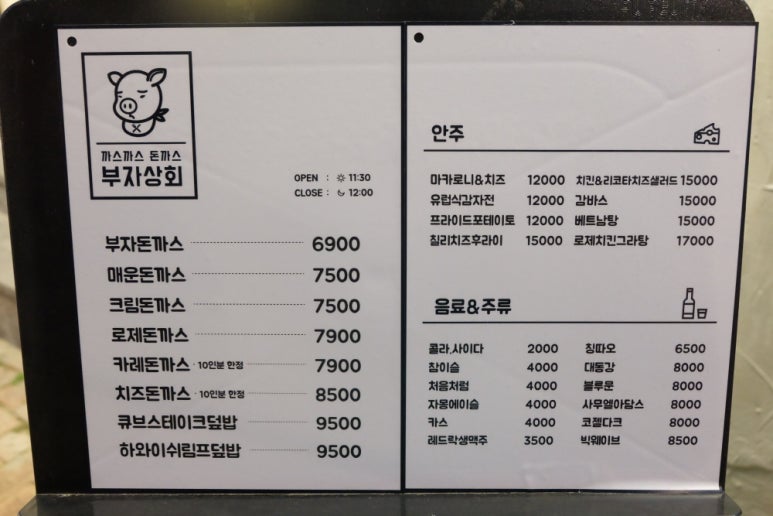 까스까스 돈까스
부자상회
OPEN : 11:30
CLOSE : 12:00
부자돈까스 6900
매운돈까스 7500
크림돈까스 7500
로제돈까스 7900
카레돈까스 · 10인분 한정 7900
치즈돈까스 · 10인분 한정 8500
큐브스테이크덮밥 9500
하와이쉬림프덮밥 9500
안주
마카로니&치즈 12000 치킨&리코타치즈샐러드 15000
유럽식감자전 12000 감바스 15000
프라이드포테이토 12000 베트남탕 15000
칠리치즈후라이 15000 로제치킨그라탕 17000
음료&주류
콜라,사이다 2000 칭따오 6500
참이슬 4000 대동강 8000
처음처럼 4000 블루문 8000
자몽에이슬 4000 사무엘아담스 8000
카스 4000 코젤다크 8000
레드락생맥주 3500 빅웨이브 8500